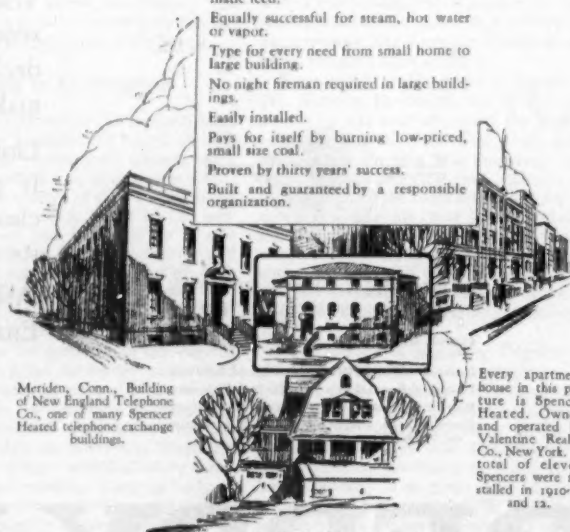 matic feed.
Equally successful for steam, hot water
or vapor.
Type for every need from small home to
large building.
No night fireman required in large build-
ings.
Easily installed.
Pays for itself by burning low-priced,
small size coal.
Proven by thirty years' success.
Built and guaranteed by a responsible
organization.
Meriden, Conn., Building
of New England Telephone
Co., one of many Spencer
Heated telephone exchange
buildings.
Every apartme
house in this p
ture is Spenc
Heated. Own
and operated
Valentine Real
Co., New York.
total of eleve
Spencers were
stalled in 1910-
and 12.